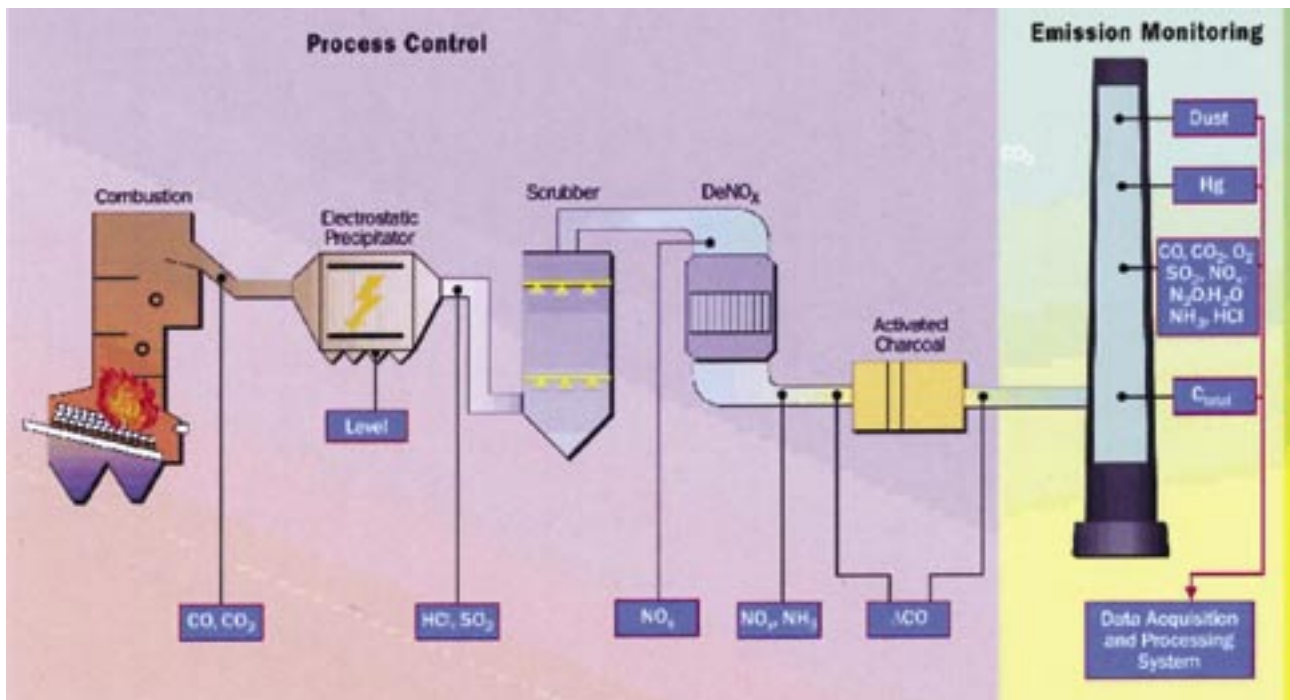 Process Control
Emission Monitoring
Combustion
Electrostatic
Precipitator
Scrubber
DeNOₓ
Activated
Charcoal
Level
CO, CO₂
HCl, SO₂
NOₓ
NOₓ, NH₃
ΔCO
CO₂
Dust
Hg
CO, CO₂, O₂
SO₂, NOₓ,
N₂O,H₂O
NH₃, HCl
Cₜₒₜₐₗ
Data Acquisition
and Processing
System